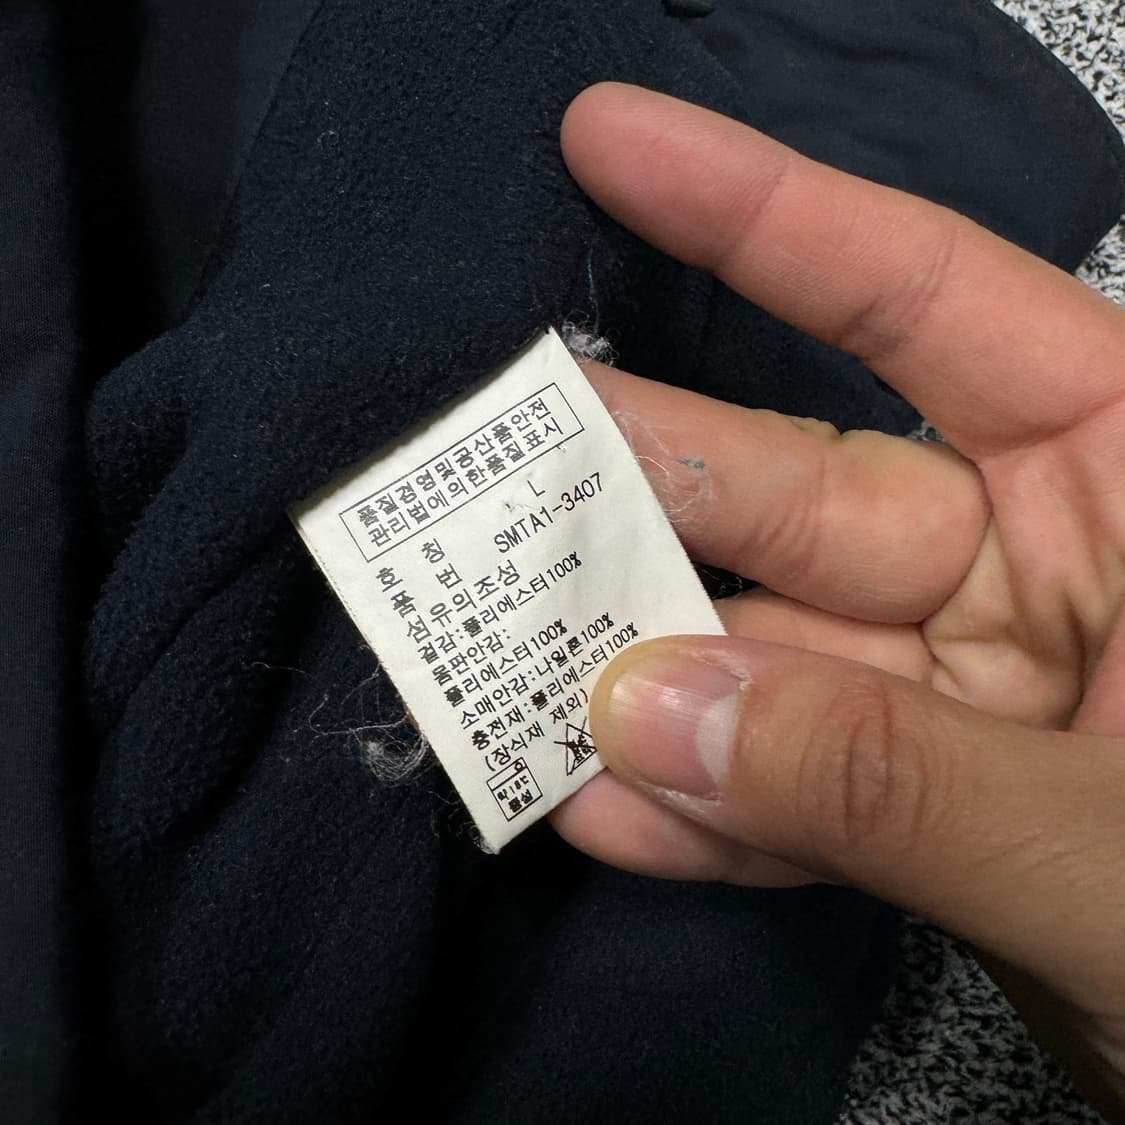 품질경영및공산품안전
관리법에의한품질표시
호 칭 L
품 번 SMTA1-3407
섬유의조성
겉감:폴리에스터100%
몸판안감:
폴리에스터100%
소매안감:나일론100%
충전재:폴리에스터100%
(장식재 제외)